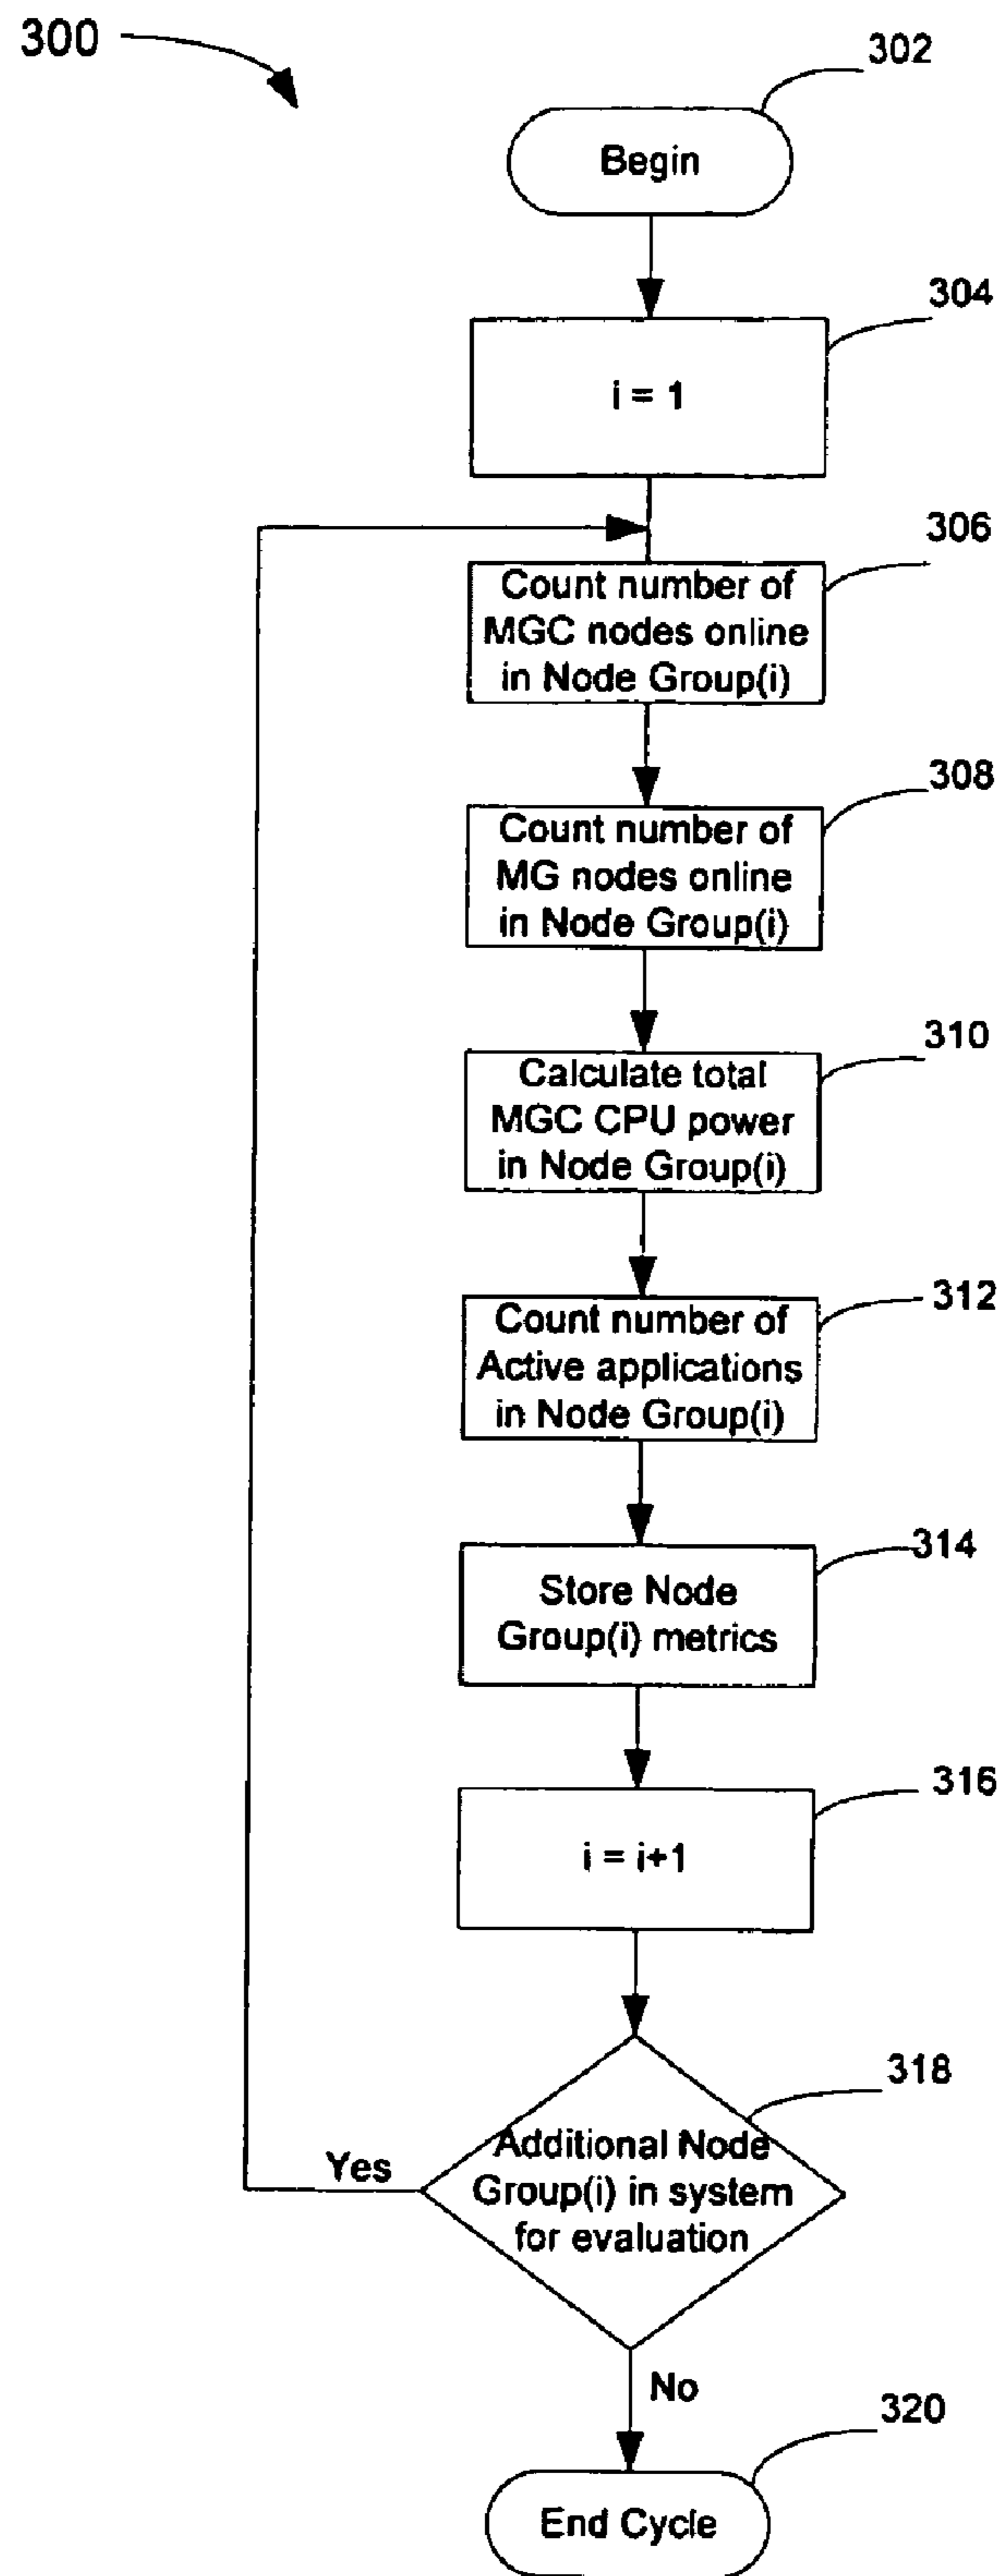 300
302
Begin
304
i = 1
306
Count number of
MGC nodes online
in Node Group(i)
308
Count number of
MG nodes online
in Node Group(i)
310
Calculate total
MGC CPU power
in Node Group(i)
312
Count number of
Active applications
in Node Group(i)
314
Store Node
Group(i) metrics
316
i = i+1
318
Additional Node
Group(i) in system
for evaluation
Yes
No
320
End Cycle